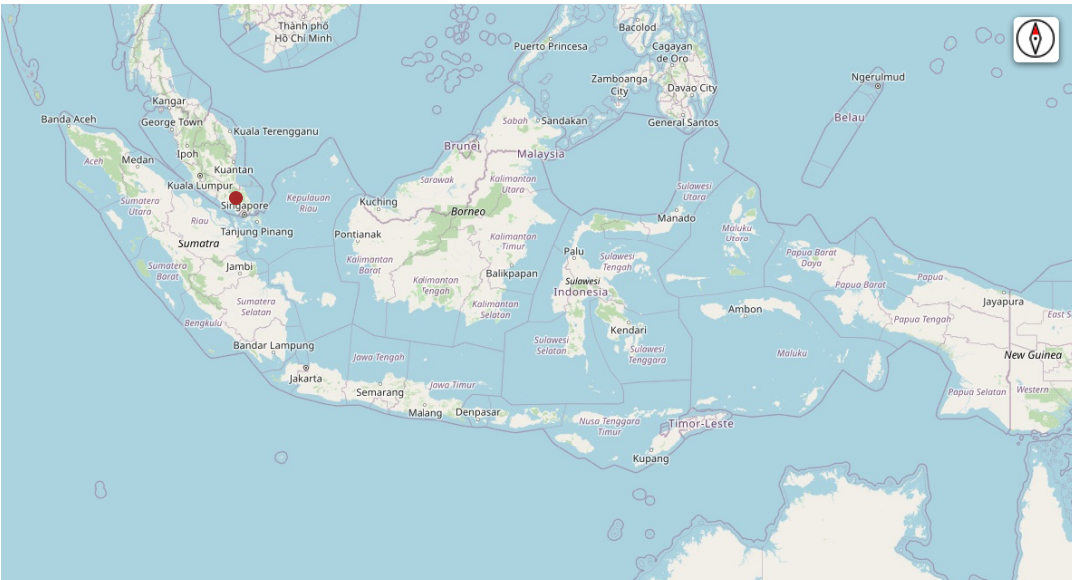 Thành phố
Hồ Chí Minh
Bacolod
Puerto Princesa
Cagayan
de Oro
Zamboanga
City
Davao City
Ngerulmud
Kangar
Banda Aceh
George Town
Kuala Terengganu
Sabah
Sandakan
General Santos
Belau
Aceh
Medan
Ipoh
Brunei
Malaysia
Kuantan
Kuala Lumpur
Sarawak
Kalimantan
Utara
Sulawesi
Utara
Sumatera
Utara
Singapore
Kepulauan
Riau
Kuching
Borneo
Riau
Manado
Maluku
Utara
Tanjung Pinang
Pontianak
Kalimantan
Timur
Sumatra
Palu
Papua Barat
Daya
Sumatera
Barat
Jambi
Kalimantan
Barat
Balikpapan
Sulawesi
Tengah
Papua
Kalimantan
Tengah
Sulawesi
Indonesia
Papua Barat
Sumatera
Selatan
Kalimantan
Selatan
Ambon
Jayapura
Bengkulu
Kendari
Papua Tengah
East S
Bandar Lampung
Sulawesi
Selatan
Sulawesi
Tenggara
Jawa Tengah
Maluku
New Guinea
Jakarta
Jawa Timur
Semarang
Papua Selatan
Western
Malang
Denpasar
Nusa Tenggara
Timur
Timor-Leste
Kupang